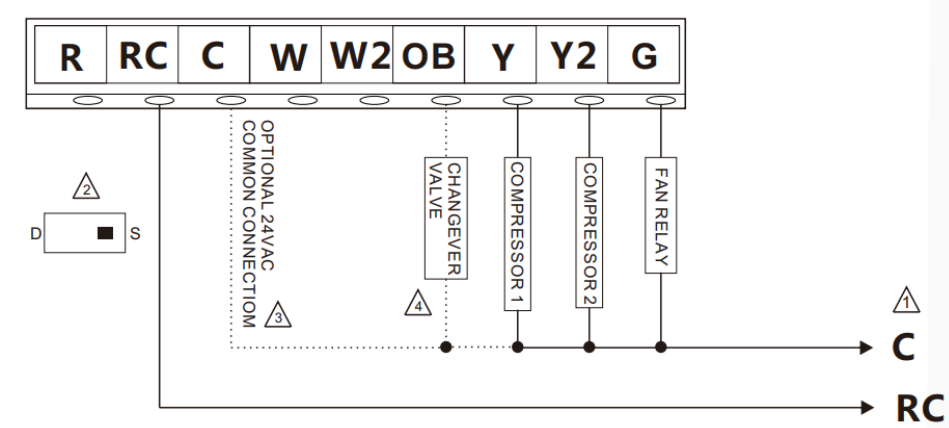 R RC C W W2 OB Y Y2 G
OPTIONAL 24VAC
COMMON CONNECTIOM
CHANGEVER
VALVE
COMPRESSOR 1
COMPRESSOR 2
FAN RELAY
2
D S
3
4
1
C
RC